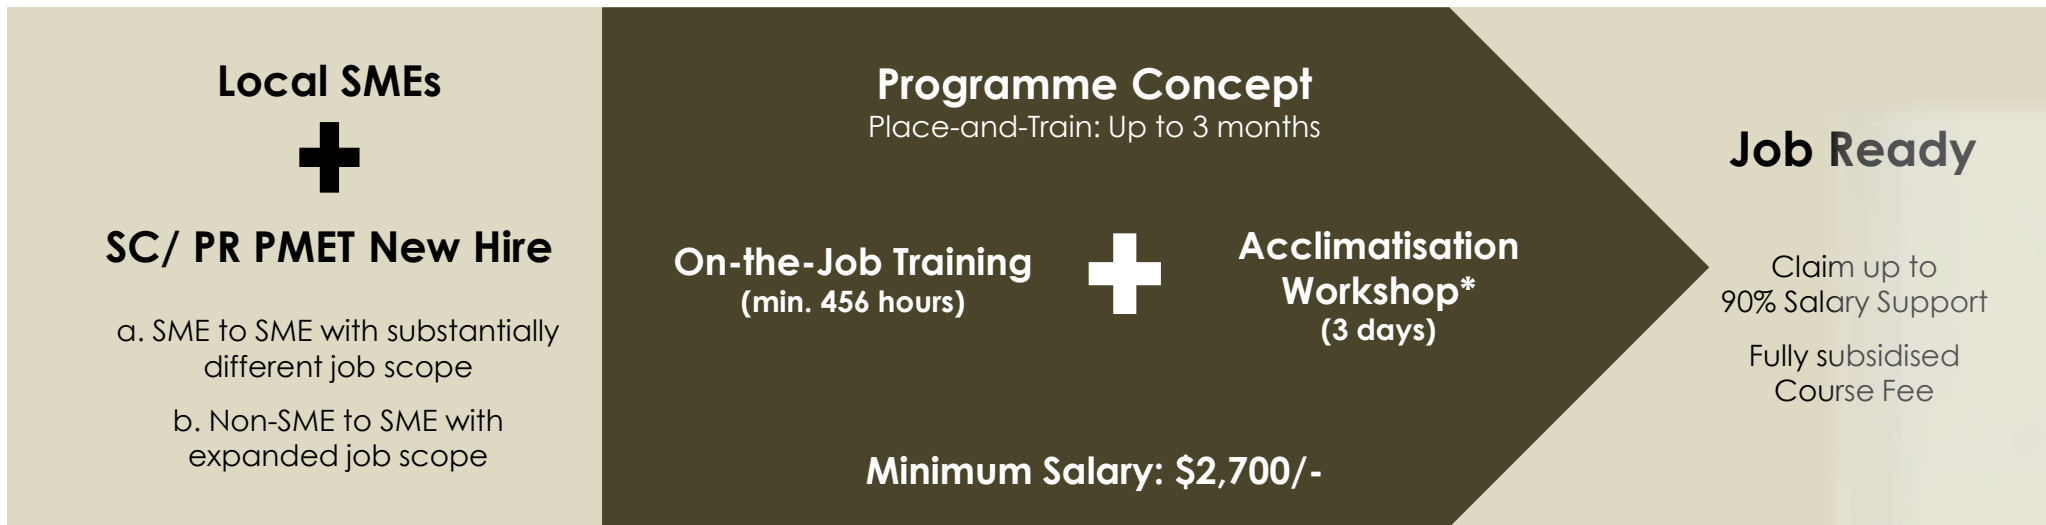 Local SMEs
SC/ PR PMET New Hire
a. SME to SME with substantially
different job scope
b. Non-SME to SME with
expanded job scope
Programme Concept
Place-and-Train: Up to 3 months
On-the-Job Training
(min. 456 hours)
Acclimatisation
Workshop*
(3 days)
Minimum Salary: $2,700/-
Job Ready
Claim up to
90% Salary Support
Fully subsidised
Course Fee